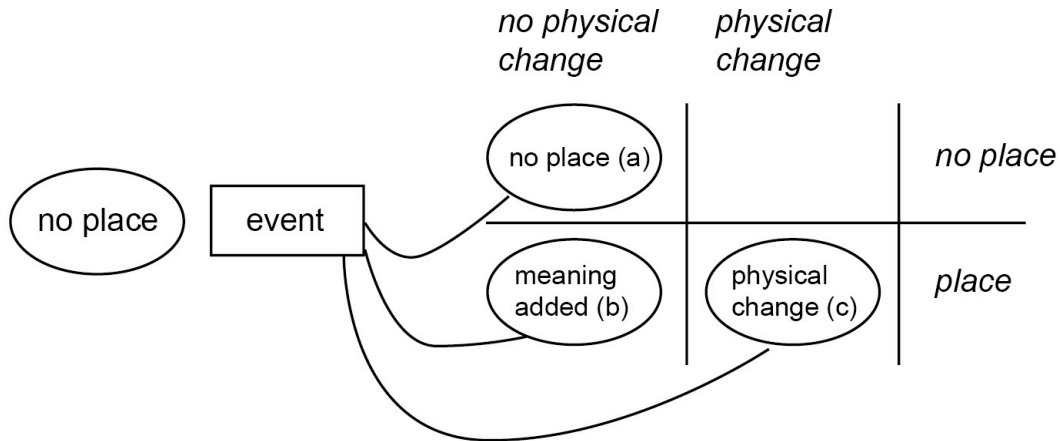 no physical
change
physical
change
no place (a)
no place
no place
event
meaning
added (b)
physical
change (c)
place